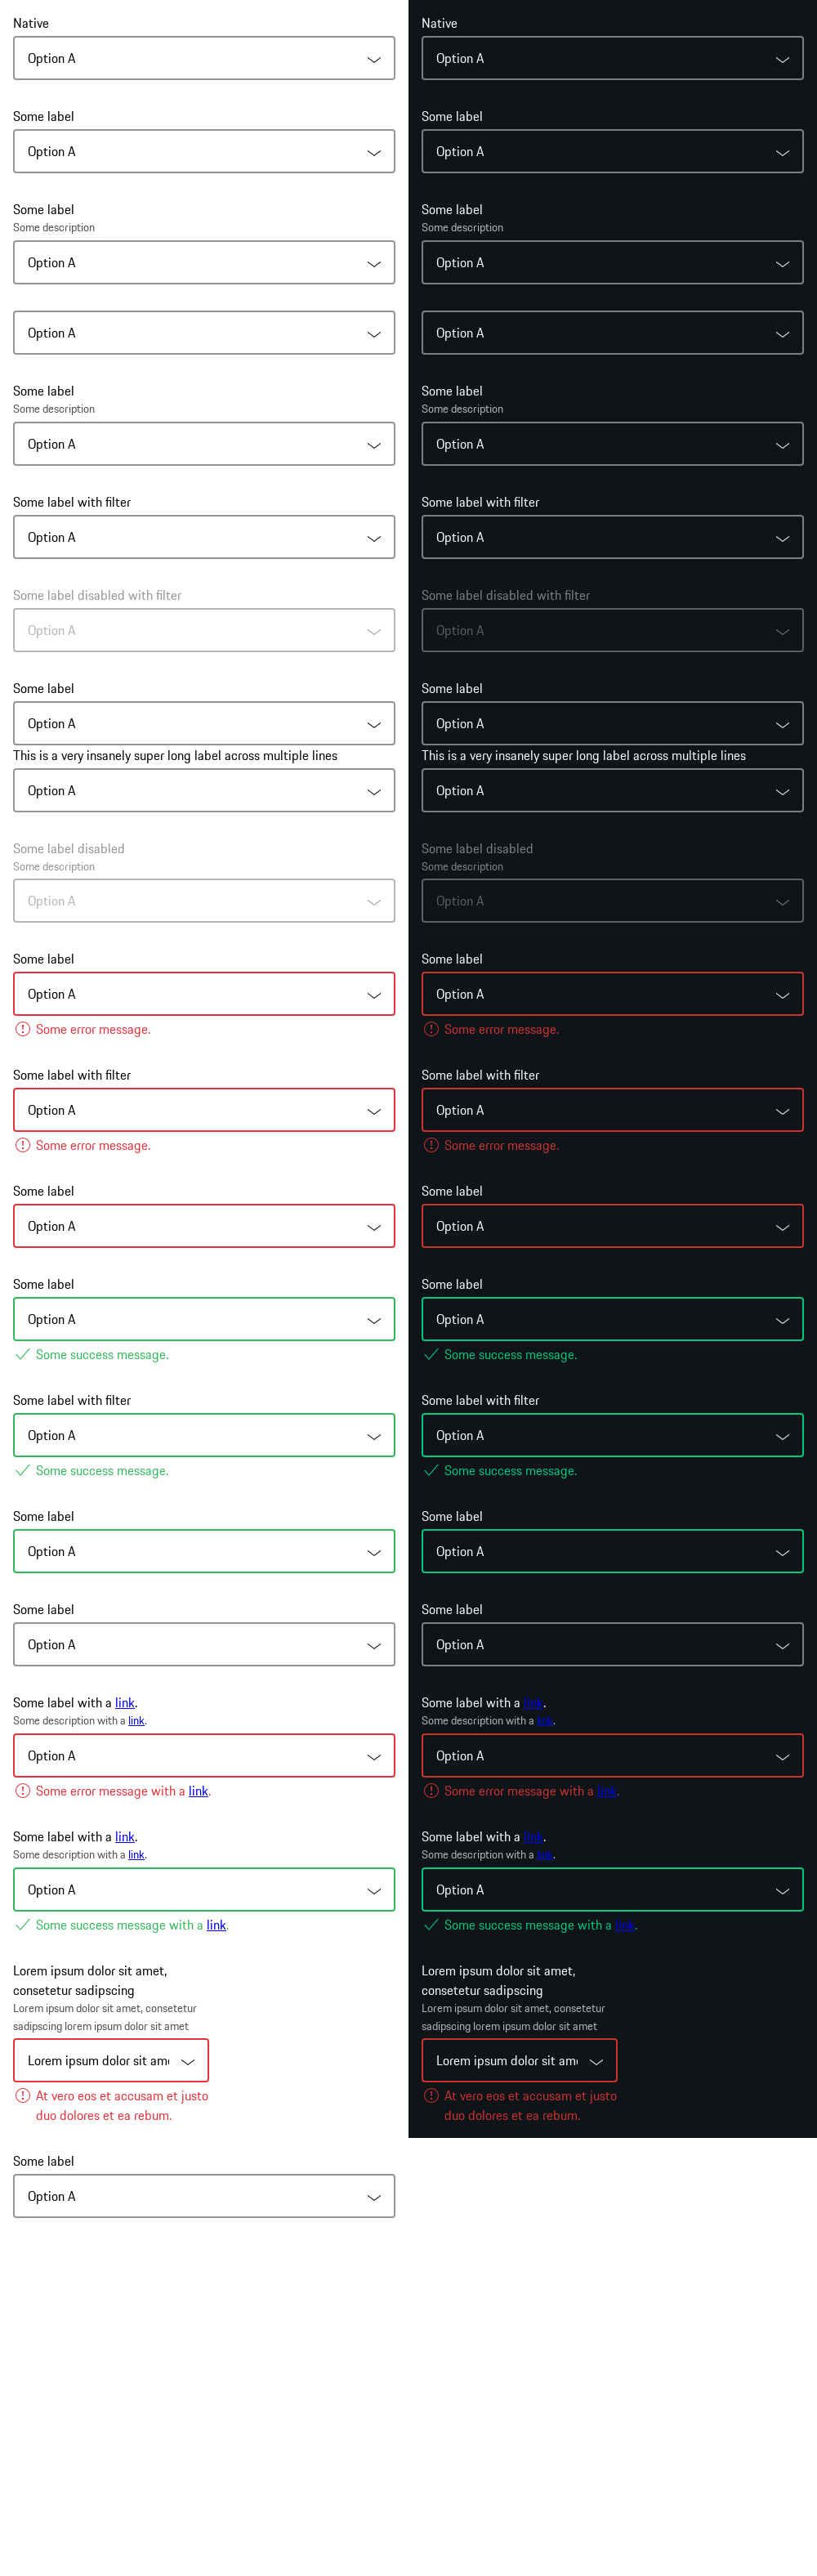 Native
Option A
Some label
Option A
Some label
Some description
Option A
Option A
Some label
Some description
Option A
Some label with filter
Option A
Some label disabled with filter
Option A
Some label
Option A
This is a very insanely super long label across multiple lines
Option A
Some label disabled
Some description
Option A
Some label
Option A
Some error message.
Some label with filter
Option A
Some error message.
Some label
Option A
Some label
Option A
Some success message.
Some label with filter
Option A
Some success message.
Some label
Option A
Some label
Option A
Some label with a link.
Some description with a link.
Option A
Some error message with a link.
Some label with a link.
Some description with a link.
Option A
Some success message with a link.
Lorem ipsum dolor sit amet,
consetetur sadipscing
Lorem ipsum dolor sit amet, consetetur
sadipscing lorem ipsum dolor sit amet
Lorem ipsum dolor sit am
At vero eos et accusam et justo
duo dolores et ea rebum.
Some label
Option A
Native
Option A
Some label
Option A
Some label
Some description
Option A
Option A
Some label
Some description
Option A
Some label with filter
Option A
Some label disabled with filter
Option A
Some label
Option A
This is a very insanely super long label across multiple lines
Option A
Some label disabled
Some description
Option A
Some label
Option A
Some error message.
Some label with filter
Option A
Some error message.
Some label
Option A
Some label
Option A
Some success message.
Some label with filter
Option A
Some success message.
Some label
Option A
Some label
Option A
Some label with a link.
Some description with a link.
Option A
Some error message with a link.
Some label with a link.
Some description with a link.
Option A
Some success message with a link.
Lorem ipsum dolor sit amet,
consetetur sadipscing
Lorem ipsum dolor sit amet, consetetur
sadipscing lorem ipsum dolor sit amet
Lorem ipsum dolor sit am
At vero eos et accusam et justo
duo dolores et ea rebum.